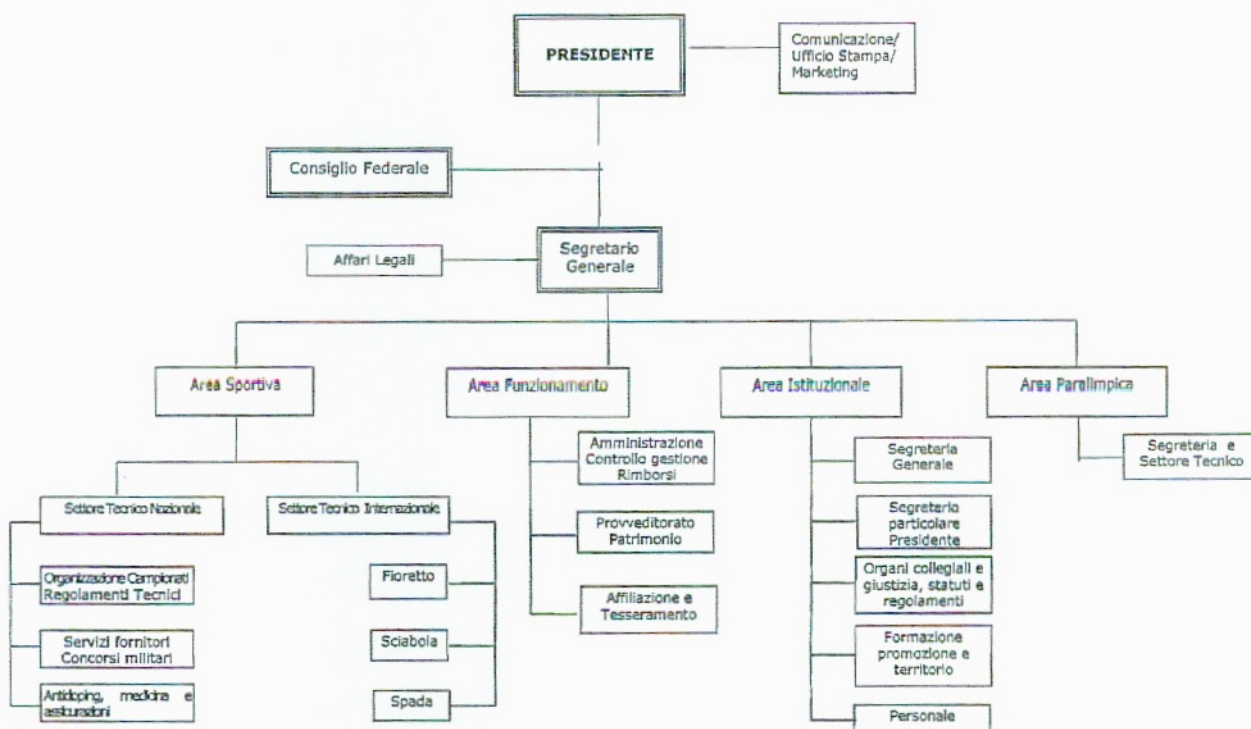 PRESIDENTE
Comunicazione/
Ufficio Stampa/
Marketing
Consiglio Federale
Affari Legali
Segretario
Generale
Area Sportiva
Area Funzionamento
Area Istituzionale
Area Paralimpica
Settore Tecnico Nazionale
Organizzazione Campionati
Regolamenti Tecnici
Servizi fornitori
Concorsi militari
Antidoping, medicina e
assicurazioni
Settore Tecnico Internazionale
Fioretto
Sciabola
Spada
Amministrazione
Controllo gestione
Rimborsi
Provveditorato
Patrimonio
Affiliazione e
Tesseramento
Segreteria
Generale
Segreterio
particolare
Presidente
Organi collegiali e
giustizia, statuti e
regolamenti
Formazione
promozione e
territorio
Personale
Segreteria e
Settore Tecnico